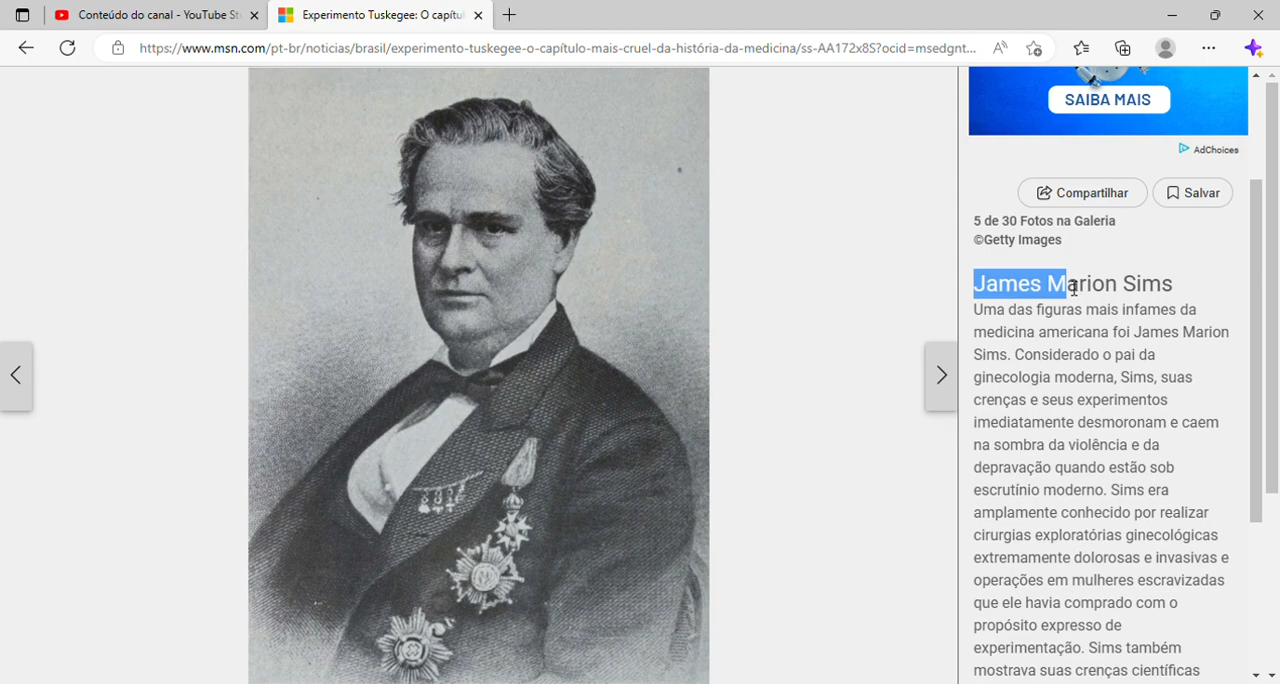 Conteúdo do canal - YouTube St
Experimento Tuskegee: O capítu
https://www.msn.com/pt-br/noticias/brasil/experimento-tuskegee-o-capítulo-mais-cruel-da-história-da-medicina/ss-AA172x8S?ocid=msedgnt...
SAIBA MAIS
AdChoices
Compartilhar
Salvar
5 de 30 Fotos na Galeria
©Getty Images
James Marion Sims
Uma das figuras mais infames da
medicina americana foi James Marion
Sims. Considerado o pai da
ginecologia moderna, Sims, suas
crenças e seus experimentos
imediatamente desmoronam e caem
na sombra da violência e da
depravação quando estão sob
escrutínio moderno. Sims era
amplamente conhecido por realizar
cirurgias exploratórias ginecológicas
extremamente dolorosas e invasivas e
operações em mulheres escravizadas
que ele havia comprado com o
propósito expresso de
experimentação. Sims também
mostrava suas crenças científicas